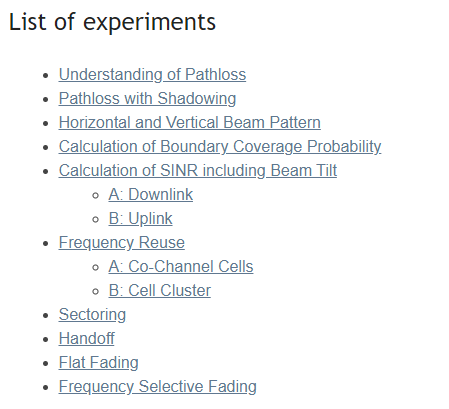 List of experiments
Understanding of Pathloss
Pathloss with Shadowing
Horizontal and Vertical Beam Pattern
Calculation of Boundary Coverage Probability
Calculation of SINR including Beam Tilt
A: Downlink
B: Uplink
Frequency Reuse
A: Co-Channel Cells
B: Cell Cluster
Sectoring
Handoff
Flat Fading
Frequency Selective Fading